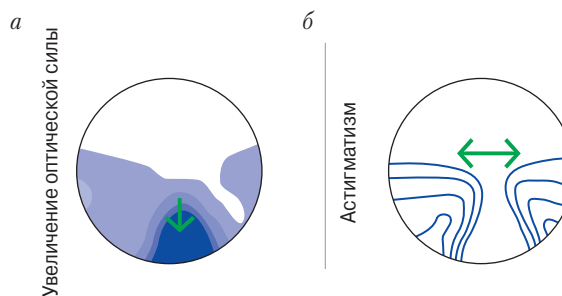 а
Увеличение оптической силы
б
Астигматизм